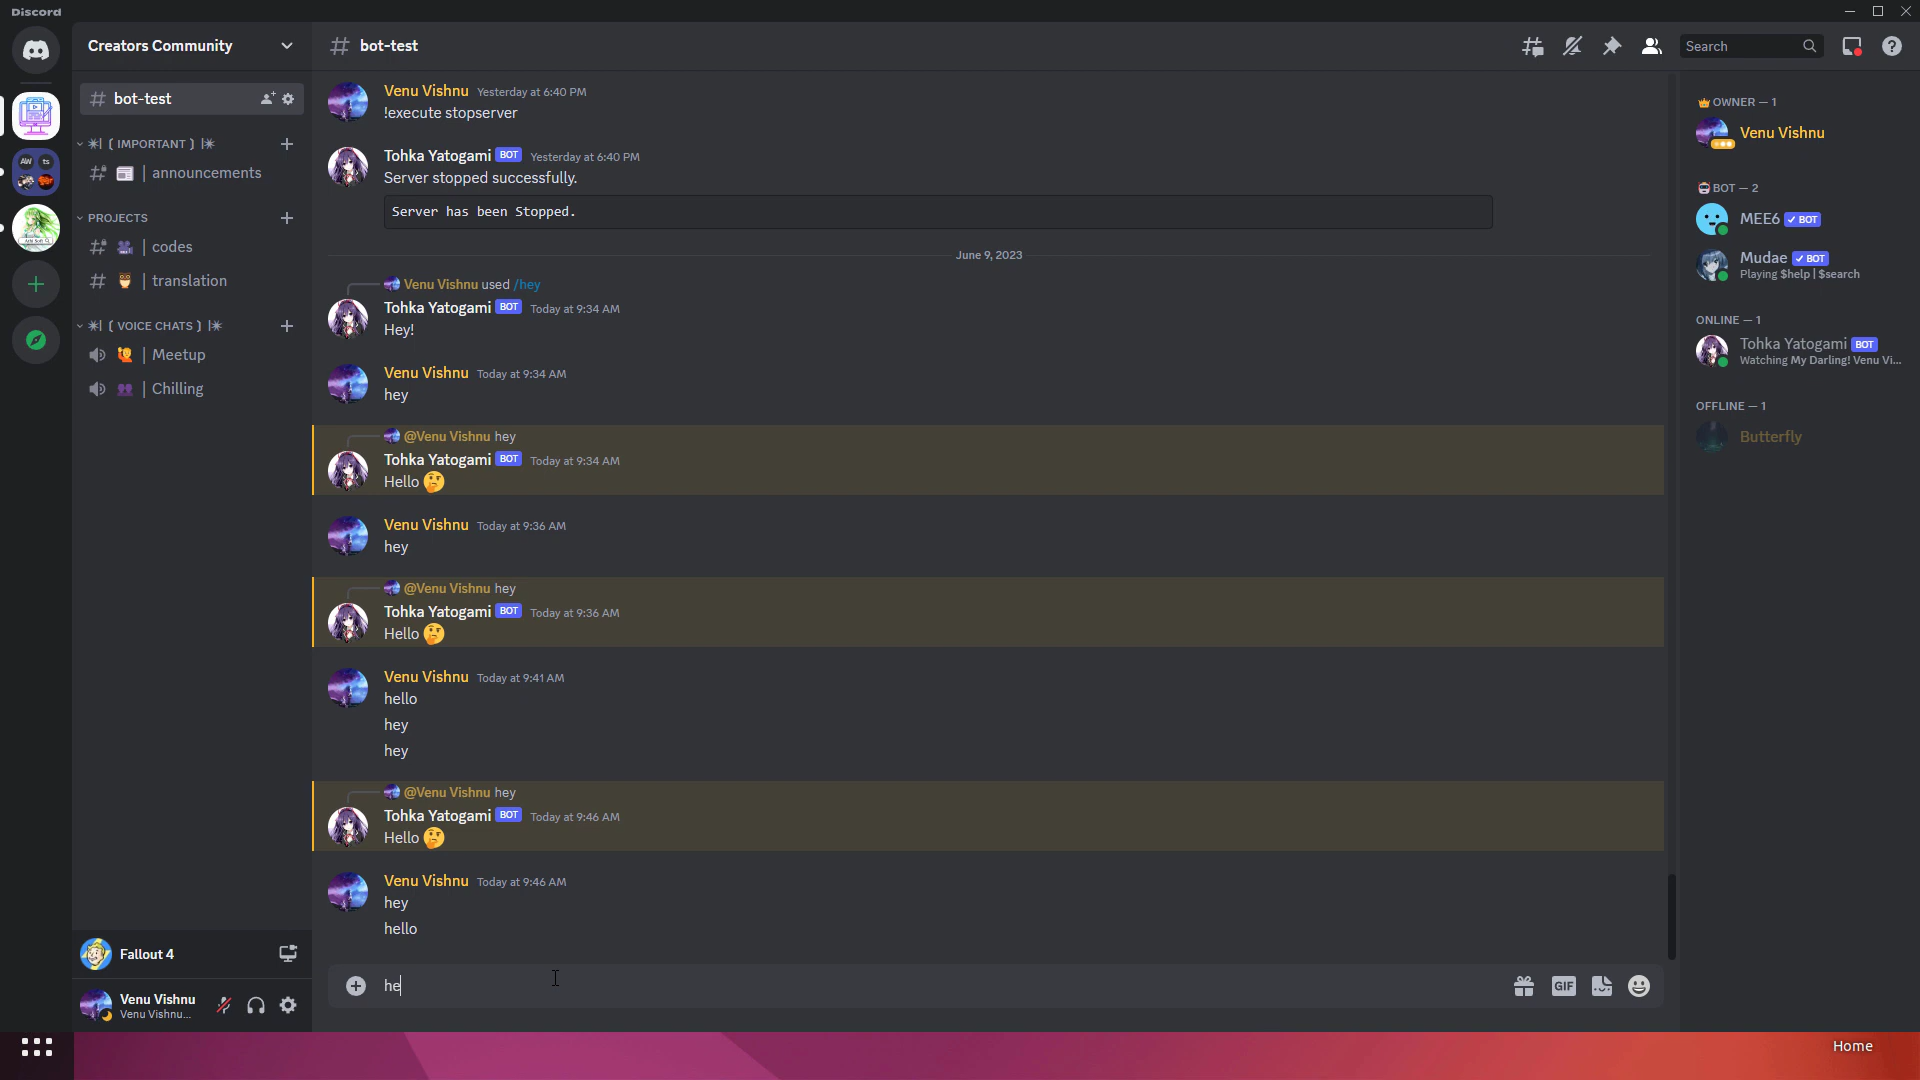 Discord
Creators Community
bot-test
Search
bot-test
❲ IMPORTANT ❳
announcements
PROJECTS
codes
translation
❲ VOICE CHATS ❳
Meetup
Chilling
Fallout 4
Venu Vishnu
Venu Vishnu...
Venu Vishnu Yesterday at 6:40 PM
!execute stopserver
Tohka Yatogami BOT Yesterday at 6:40 PM
Server stopped successfully.
Server has been Stopped.
June 9, 2023
Venu Vishnu used /hey
Tohka Yatogami BOT Today at 9:34 AM
Hey!
Venu Vishnu Today at 9:34 AM
hey
@Venu Vishnu hey
Tohka Yatogami BOT Today at 9:34 AM
Hello 🤔
Venu Vishnu Today at 9:36 AM
hey
@Venu Vishnu hey
Tohka Yatogami BOT Today at 9:36 AM
Hello 🤔
Venu Vishnu Today at 9:41 AM
hello
hey
hey
@Venu Vishnu hey
Tohka Yatogami BOT Today at 9:46 AM
Hello 🤔
Venu Vishnu Today at 9:46 AM
hey
hello
he
GIF
OWNER — 1
Venu Vishnu
BOT — 2
MEE6 ✓ BOT
Mudae ✓ BOT
Playing $help | $search
ONLINE — 1
Tohka Yatogami BOT
Watching My Darling! Venu Vi...
OFFLINE — 1
Butterfly
Home